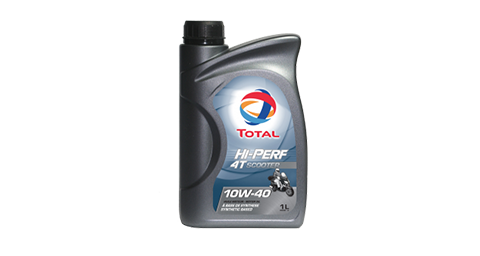 TOTAL
HI-PERF
4T SCOOTER
10W-40
À BASE DE SYNTHÈSE
SYNTHETIC BASED
1L